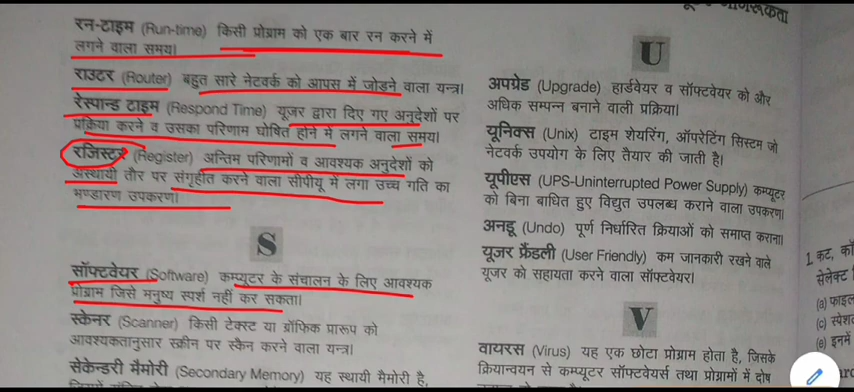 रन-टाइम (Run-time) किसी प्रोग्राम को एक बार रन करने में
लगने वाला समय।
राउटर (Router) बहुत सारे नेटवर्क को आपस में जोड़ने वाला यन्त्र।
रेस्पान्ड टाइम (Respond Time) यूजर द्वारा दिए गए अनुदेशों पर
प्रक्रिया करने व उसका परिणाम घोषित होने में लगने वाला समय।
रजिस्टर (Register) अन्तिम परिणामों व आवश्यक अनुदेशों को
अस्थायी तौर पर संगृहीत करने वाला सीपीयू में लगा उच्च गति का
भण्डारण उपकरण।
S
सॉफ्टवेयर (Software) कम्प्यूटर के संचालन के लिए आवश्यक
प्रोग्राम जिसे मनुष्य स्पर्श नहीं कर सकता।
स्केनर (Scanner) किसी टेक्स्ट या ग्रॉफिक प्रारूप को
आवश्यकतानुसार स्क्रीन पर स्कैन करने वाला यन्त्र।
सेकेन्डरी मैमोरी (Secondary Memory) यह स्थायी मैमोरी है,
U
अपग्रेड (Upgrade) हार्डवेयर व सॉफ्टवेयर को और
अधिक सम्पन्न बनाने वाली प्रक्रिया।
यूनिक्स (Unix) टाइम शेयरिंग, ऑपरेटिंग सिस्टम जो
नेटवर्क उपयोग के लिए तैयार की जाती है।
यूपीएस (UPS-Uninterrupted Power Supply) कम्प्यूटर
को बिना बाधित हुए विद्युत उपलब्ध कराने वाला उपकरण।
अनडू (Undo) पूर्ण निर्धारित क्रियाओं को समाप्त कराना।
यूजर फ्रैंडली (User Friendly) कम जानकारी रखने वाले
यूजर को सहायता करने वाला सॉफ्टवेयर।
V
वायरस (Virus) यह एक छोटा प्रोग्राम होता है, जिसके
क्रियान्वयन से कम्प्यूटर सॉफ्टवेयर्स तथा प्रोग्रामों में दोष
1. कट, कॉ
सेलेक्ट
(a) फाइल
(c) स्पेश
(e) इनमें